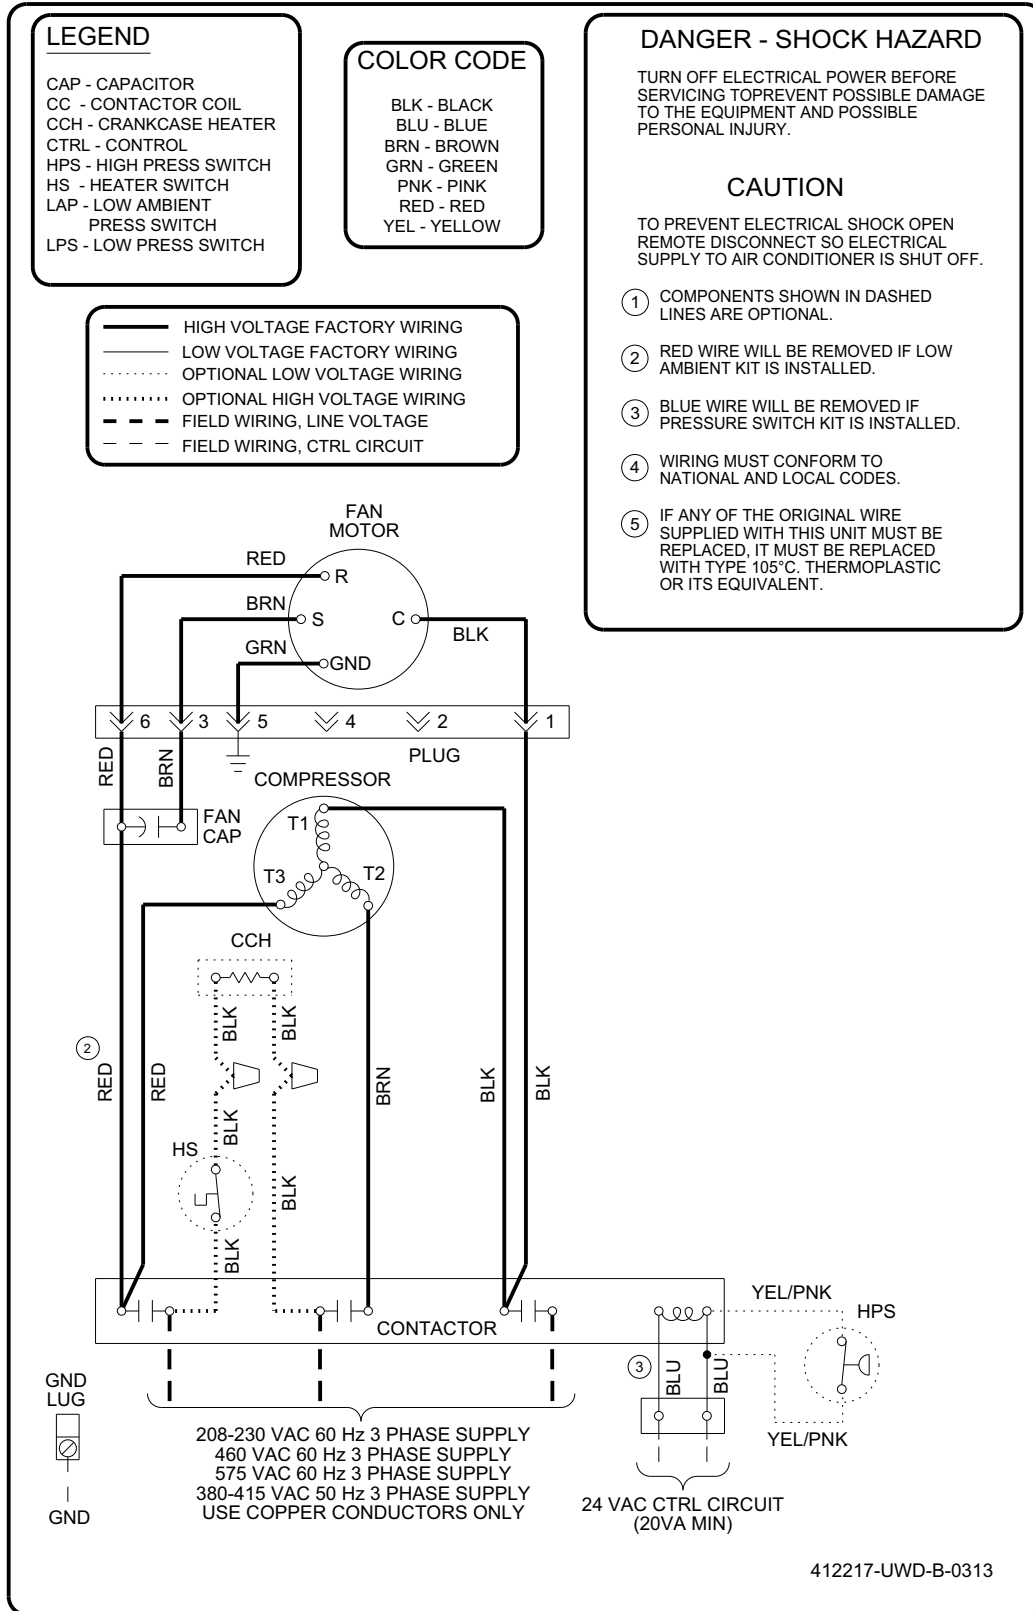 LEGEND
CAP - CAPACITOR
CC - CONTACTOR COIL
CCH - CRANKCASE HEATER
CTRL - CONTROL
HPS - HIGH PRESS SWITCH
HS - HEATER SWITCH
LAP - LOW AMBIENT
PRESS SWITCH
LPS - LOW PRESS SWITCH
COLOR CODE
BLK - BLACK
BLU - BLUE
BRN - BROWN
GRN - GREEN
PNK - PINK
RED - RED
YEL - YELLOW
DANGER - SHOCK HAZARD
TURN OFF ELECTRICAL POWER BEFORE
SERVICING TOPREVENT POSSIBLE DAMAGE
TO THE EQUIPMENT AND POSSIBLE
PERSONAL INJURY.
CAUTION
TO PREVENT ELECTRICAL SHOCK OPEN
REMOTE DISCONNECT SO ELECTRICAL
SUPPLY TO AIR CONDITIONER IS SHUT OFF.
1 COMPONENTS SHOWN IN DASHED
LINES ARE OPTIONAL.
2 RED WIRE WILL BE REMOVED IF LOW
AMBIENT KIT IS INSTALLED.
3 BLUE WIRE WILL BE REMOVED IF
PRESSURE SWITCH KIT IS INSTALLED.
4 WIRING MUST CONFORM TO
NATIONAL AND LOCAL CODES.
5 IF ANY OF THE ORIGINAL WIRE
SUPPLIED WITH THIS UNIT MUST BE
REPLACED, IT MUST BE REPLACED
WITH TYPE 105°C. THERMOPLASTIC
OR ITS EQUIVALENT.
HIGH VOLTAGE FACTORY WIRING
LOW VOLTAGE FACTORY WIRING
OPTIONAL LOW VOLTAGE WIRING
OPTIONAL HIGH VOLTAGE WIRING
FIELD WIRING, LINE VOLTAGE
FIELD WIRING, CTRL CIRCUIT
FAN
MOTOR
RED
R
BRN
S
C
BLK
GRN
GND
6 3 5 4 2 1
PLUG
RED
BRN
COMPRESSOR
FAN
CAP
T1
T3
T2
CCH
BLK
BLK
2
RED
RED
BRN
BLK
BLK
BLK
HS
BLK
BLK
CONTACTOR
YEL/PNK
HPS
3
BLU
BLU
YEL/PNK
GND
LUG
GND
208-230 VAC 60 Hz 3 PHASE SUPPLY
460 VAC 60 Hz 3 PHASE SUPPLY
575 VAC 60 Hz 3 PHASE SUPPLY
380-415 VAC 50 Hz 3 PHASE SUPPLY
USE COPPER CONDUCTORS ONLY
24 VAC CTRL CIRCUIT
(20VA MIN)
412217-UWD-B-0313